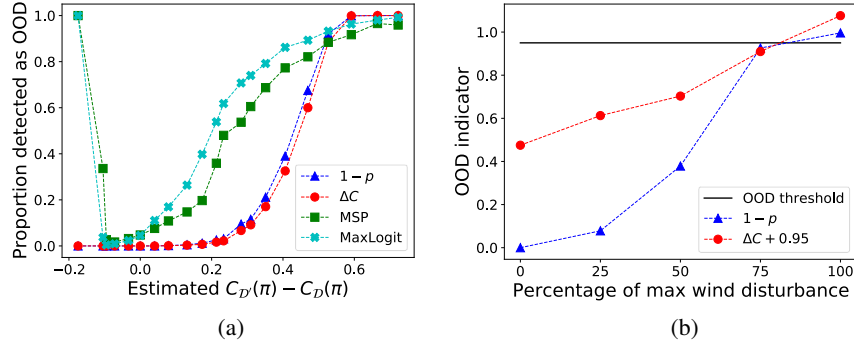 Proportion detected as OOD
1.0
0.8
0.6
0.4
0.2
0.0
1 − p
ΔC
MSP
MaxLogit
−0.2 0.0 0.2 0.4 0.6
Estimated C_D′(π) − C_D(π)
(a)
OOD indicator
1.0
0.8
0.6
0.4
0.2
0.0
OOD threshold
1 − p
ΔC + 0.95
0 25 50 75 100
Percentage of max wind disturbance
(b)